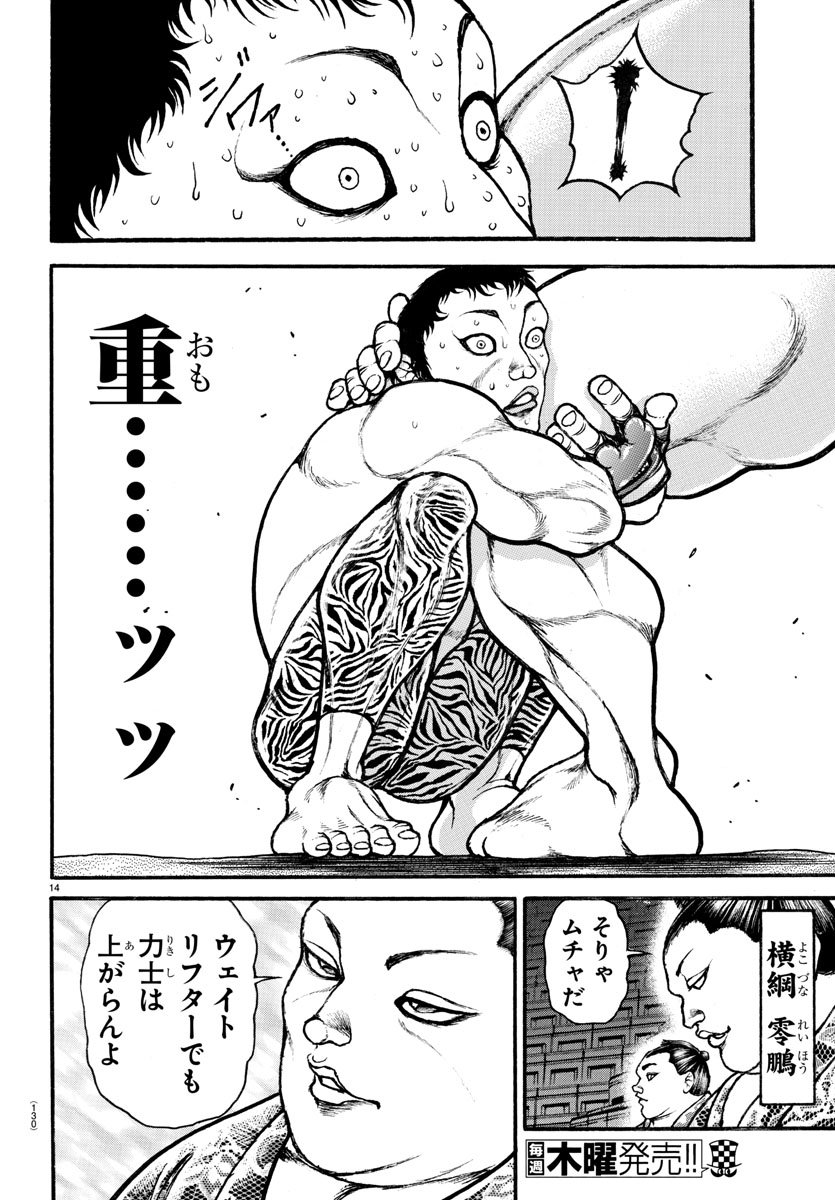 ！
ジワァ…
重……ッッ
おも
横綱 零鵬
よこづな れいほう
そりゃ
ムチャだ
ウェイト
リフターでも
力士は
りきし
上がらんよ
あ
14
(130)
毎週木曜発売!!